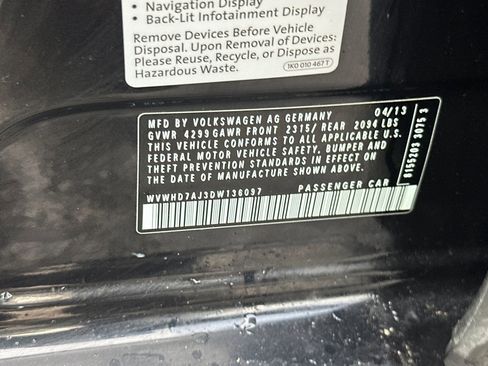 • Navigation Display
• Back-Lit Infotainment Display
Remove Devices Before Vehicle
Disposal. Upon Removal of Devices:
Please Reuse, Recycle, or Dispose as
Hazardous Waste.
1K0 010 467 T
MFD BY VOLKSWAGEN AG GERMANY 04/13
GVWR 4299 GAWR FRONT 2315/ REAR 2094 LBS
THIS VEHICLE CONFORMS TO ALL APPLICABLE U.S.
FEDERAL MOTOR VEHICLE SAFETY, BUMPER AND
THEFT PREVENTION STANDARDS IN EFFECT ON
THE DATE OF MANUFACTURE SHOWN ABOVE.
WVWHD7AJ3DW136097 PASSENGER CAR
8155203 3075 3